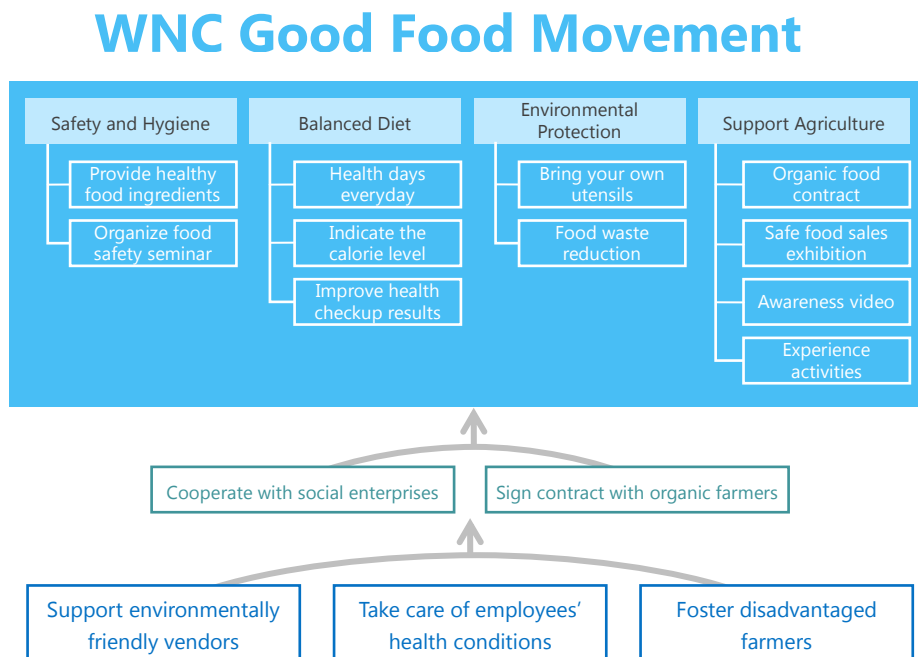 WNC Good Food Movement
Safety and Hygiene
Provide healthy
food ingredients
Organize food
safety seminar
Balanced Diet
Health days
everyday
Indicate the
calorie level
Improve health
checkup results
Environmental
Protection
Bring your own
utensils
Food waste
reduction
Support Agriculture
Organic food
contract
Safe food sales
exhibition
Awareness video
Experience
activities
Cooperate with social enterprises
Sign contract with organic farmers
Support environmentally
friendly vendors
Take care of employees’
health conditions
Foster disadvantaged
farmers